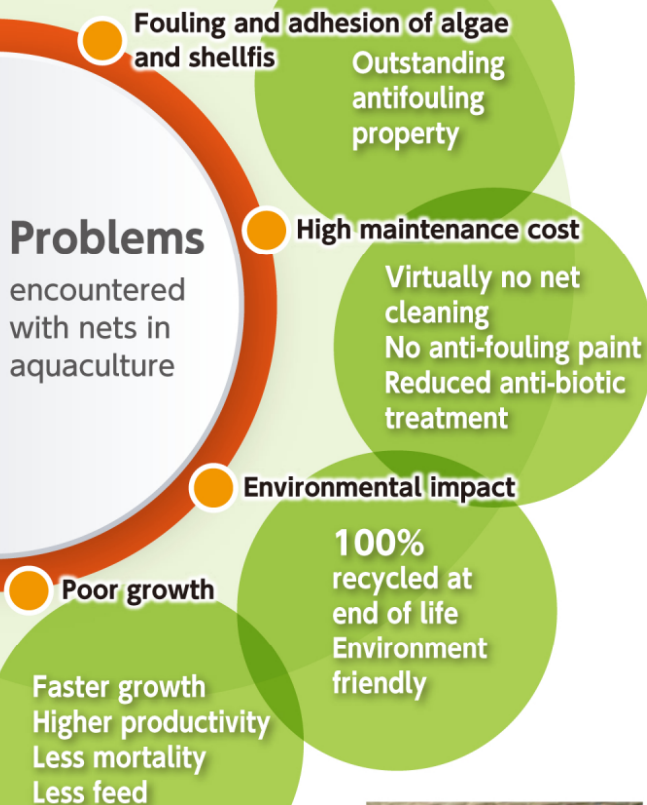 Fouling and adhesion of algae
and shellfis
Outstanding
antifouling
property
Problems
encountered
with nets in
aquaculture
High maintenance cost
Virtually no net
cleaning
No anti-fouling paint
Reduced anti-biotic
treatment
Environmental impact
100%
recycled at
end of life
Environment
friendly
Poor growth
Faster growth
Higher productivity
Less mortality
Less feed